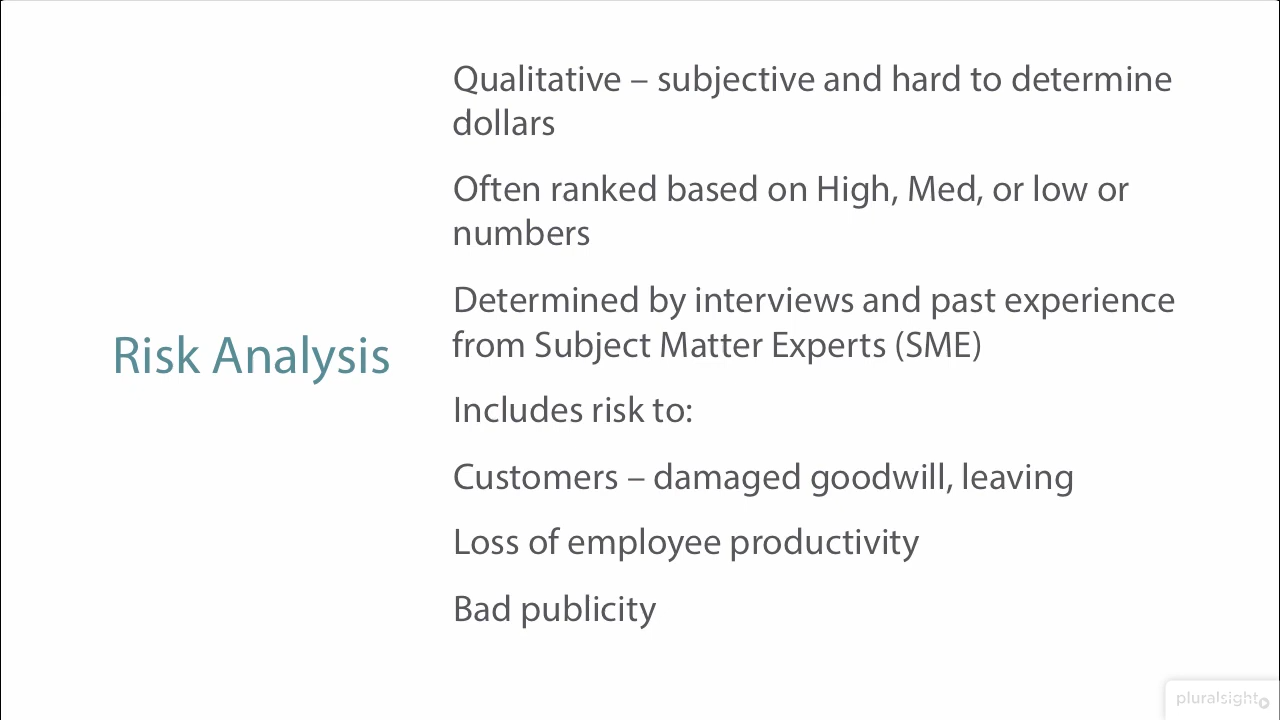 Risk Analysis
Qualitative – subjective and hard to determine
dollars
Often ranked based on High, Med, or low or
numbers
Determined by interviews and past experience
from Subject Matter Experts (SME)
Includes risk to:
Customers – damaged goodwill, leaving
Loss of employee productivity
Bad publicity
pluralsight